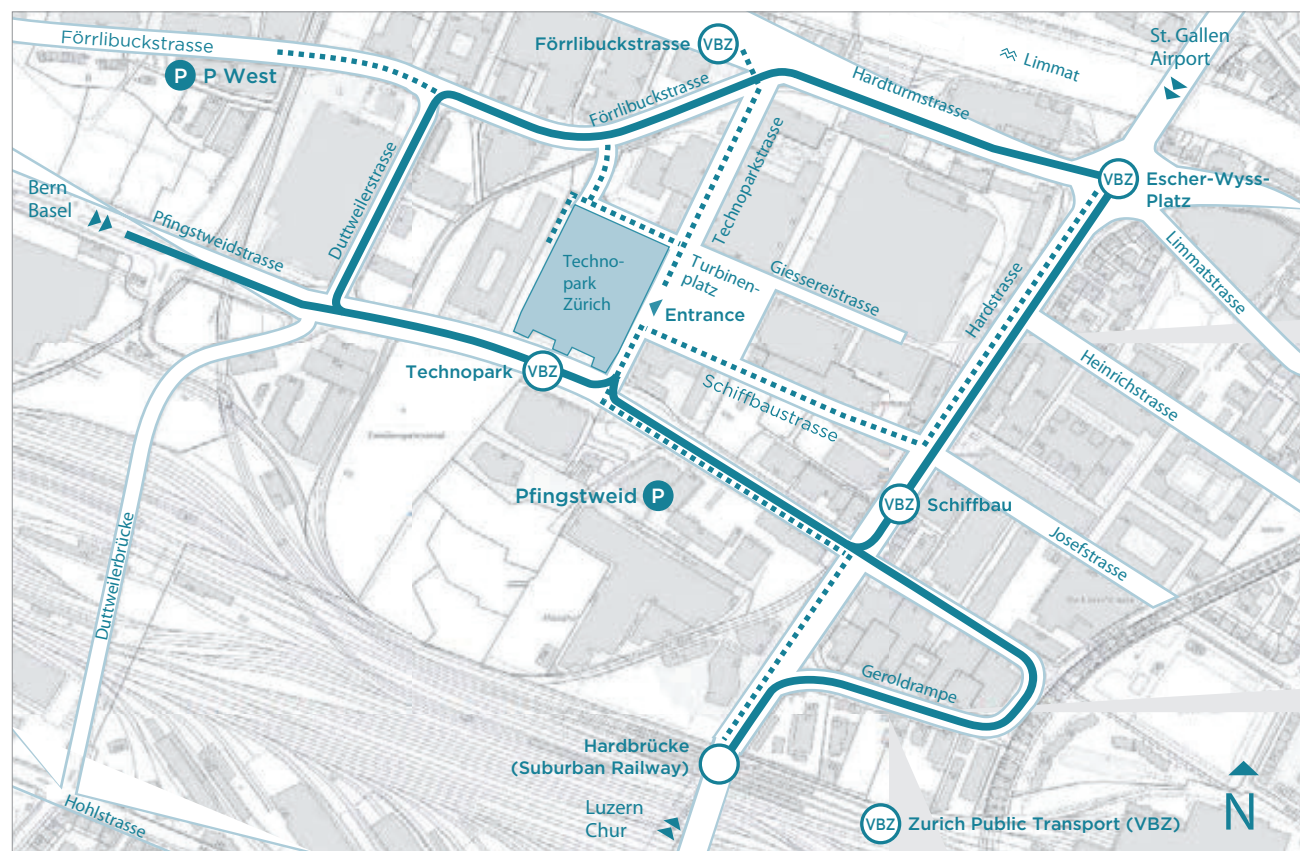 Förrlibuckstrasse
P P West
Förrlibuckstrasse VBZ
St. Gallen
Airport
Limmat
Hardturmstrasse
Förrlibuckstrasse
Technoparkstrasse
VBZ Escher-Wyss-
Platz
Bern
Basel
Pfingstweidstrasse
Duttweilerstrasse
Techno-
park
Zürich
Turbinen-
platz
Giessereistrasse
Entrance
Hardstrasse
Limmatstrasse
Heinrichstrasse
Technopark VBZ
Schiffbaustrasse
Pfingstweid P
VBZ Schiffbau
Josefstrasse
Duttweilerbrücke
Geroldrampe
Hardbrücke
(Suburban Railway)
Luzern
Chur
Hohlstrasse
VBZ Zurich Public Transport (VBZ)
N